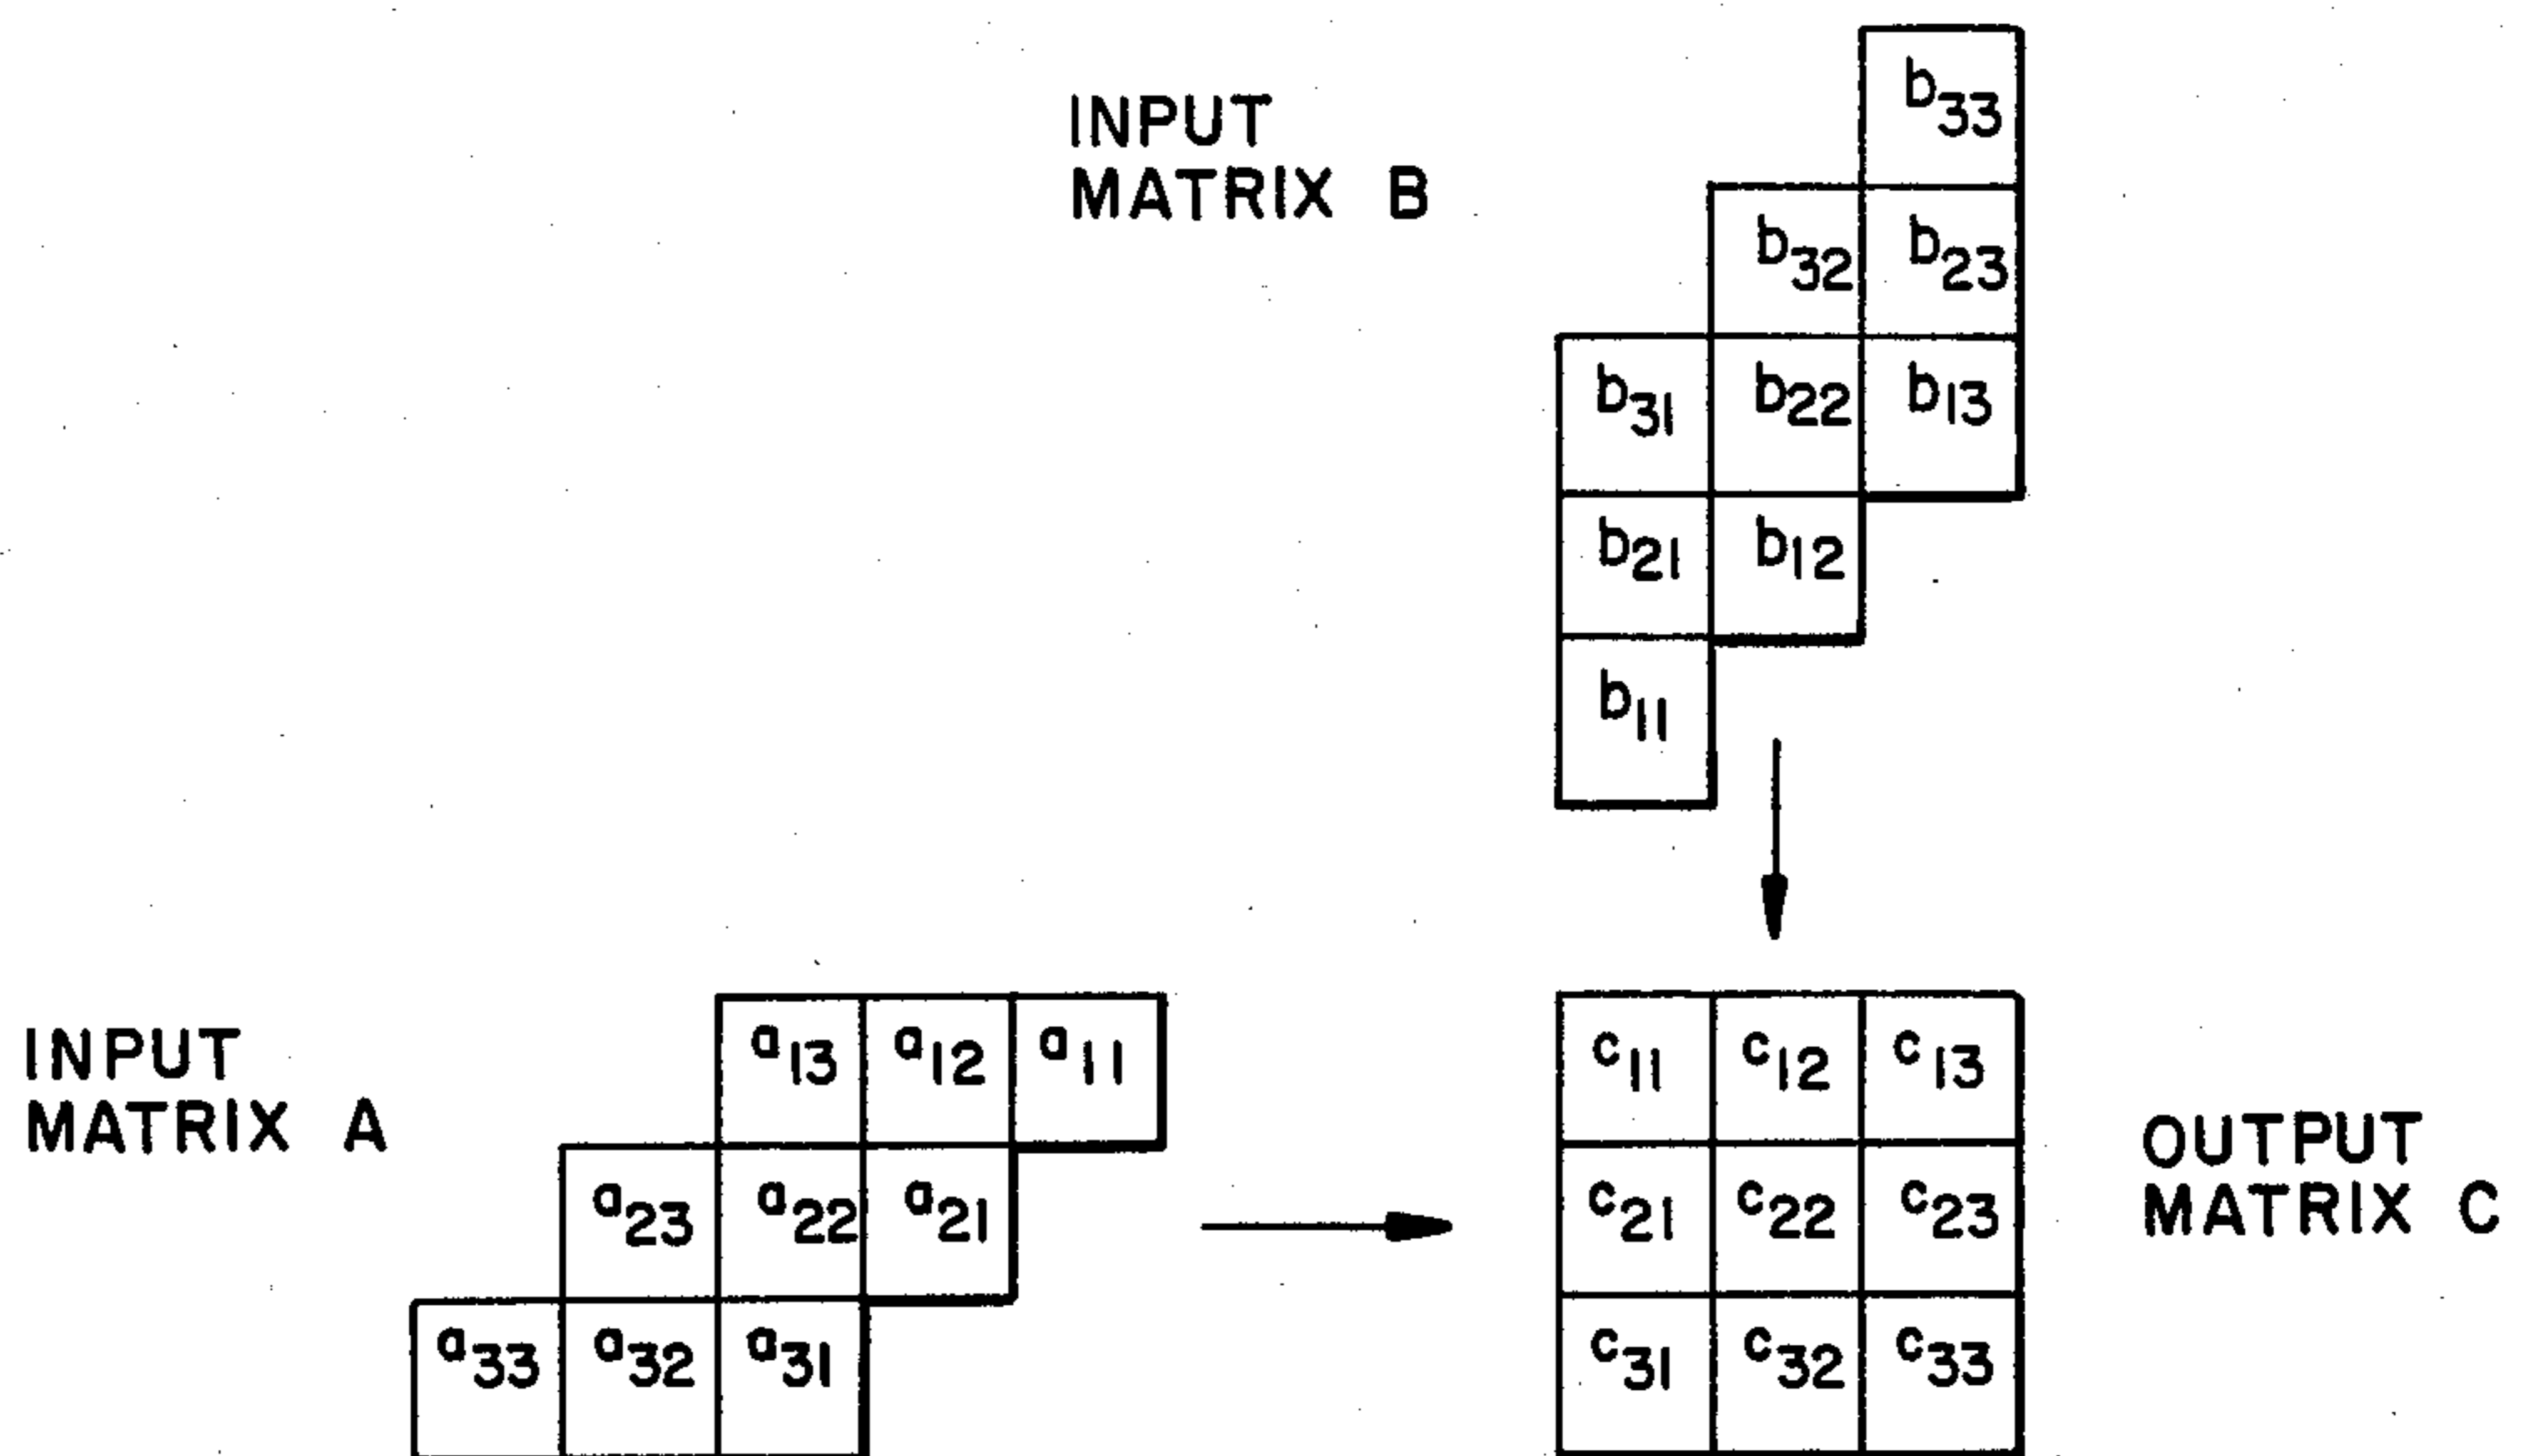 INPUT
MATRIX B
b33
b32 b23
b31 b22 b13
b21 b12
b11
INPUT
MATRIX A
a13 a12 a11
a23 a22 a21
a33 a32 a31
c11 c12 c13
c21 c22 c23
c31 c32 c33
OUTPUT
MATRIX C